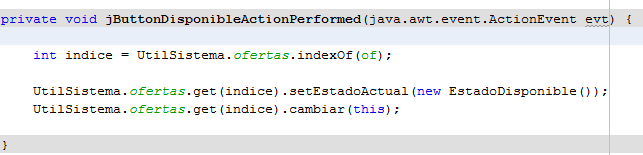 private void jButtonDisponibleActionPerformed(java.awt.event.ActionEvent evt) {
int indice = UtilSistema.ofertas.indexOf(of);
UtilSistema.ofertas.get(indice).setEstadoActual(new EstadoDisponible());
UtilSistema.ofertas.get(indice).cambiar(this);
}